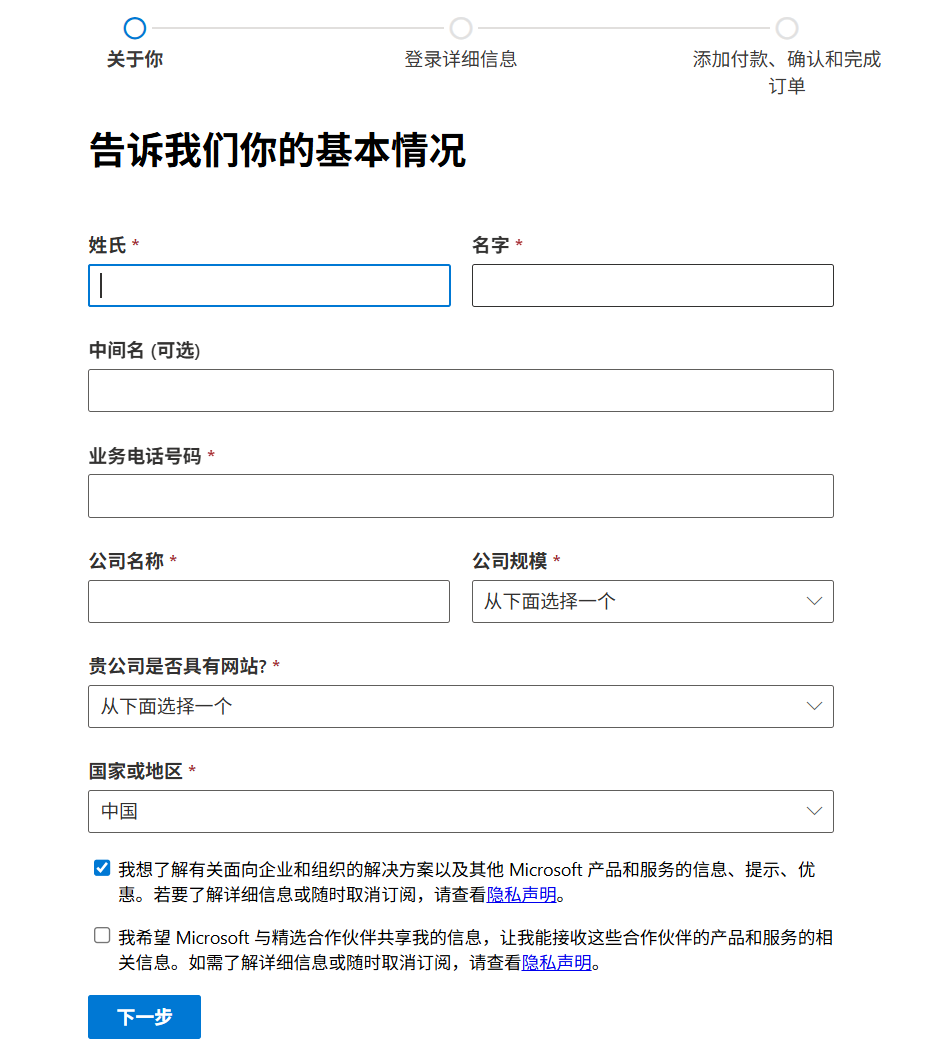 关于你
登录详细信息
添加付款、确认和完成
订单
告诉我们你的基本情况
姓氏 *
名字 *
中间名 (可选)
业务电话号码 *
公司名称 *
公司规模 *
从下面选择一个
贵公司是否具有网站? *
从下面选择一个
国家或地区 *
中国
我想了解有关面向企业和组织的解决方案以及其他 Microsoft 产品和服务的信息、提示、优
惠。若要了解详细信息或随时取消订阅，请查看隐私声明。
我希望 Microsoft 与精选合作伙伴共享我的信息，让我能接收这些合作伙伴的产品和服务的相
关信息。如需了解详细信息或随时取消订阅，请查看隐私声明。
下一步